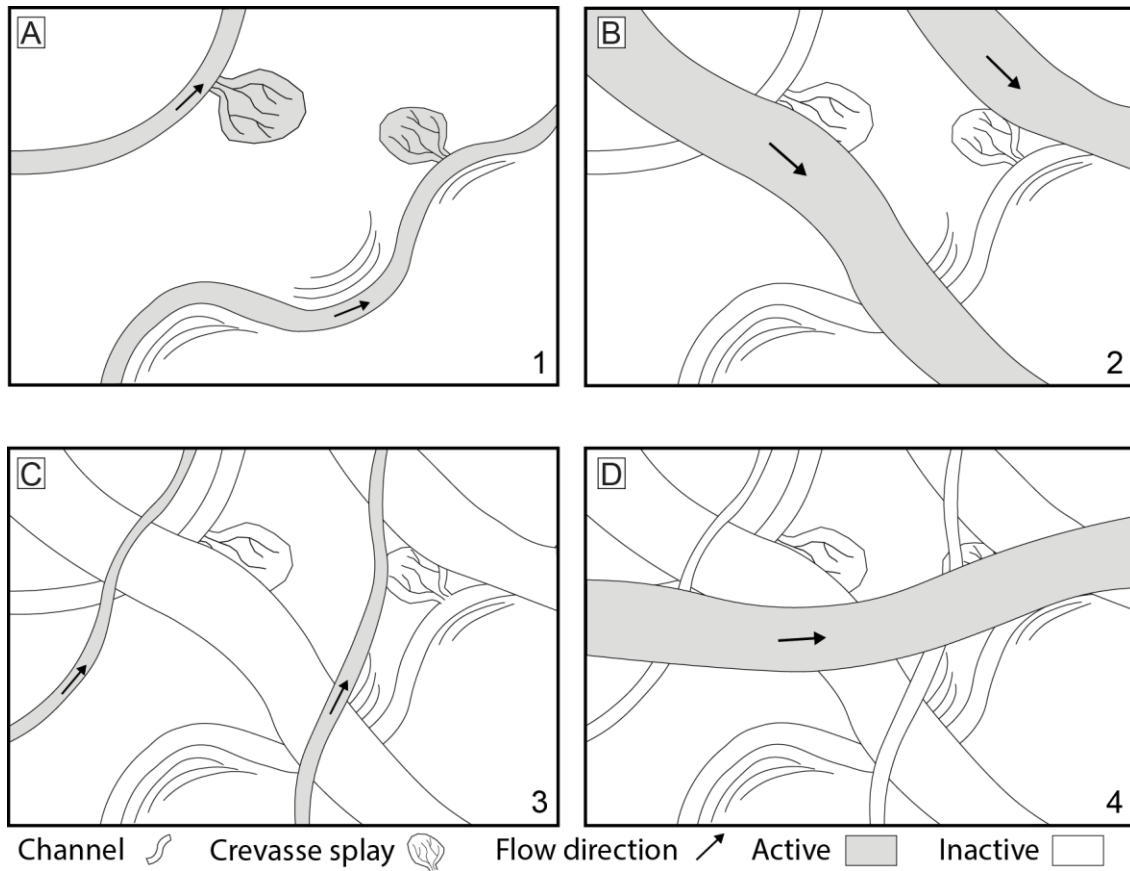 A
1
B
2
C
3
D
4
Channel Crevasse splay Flow direction Active Inactive